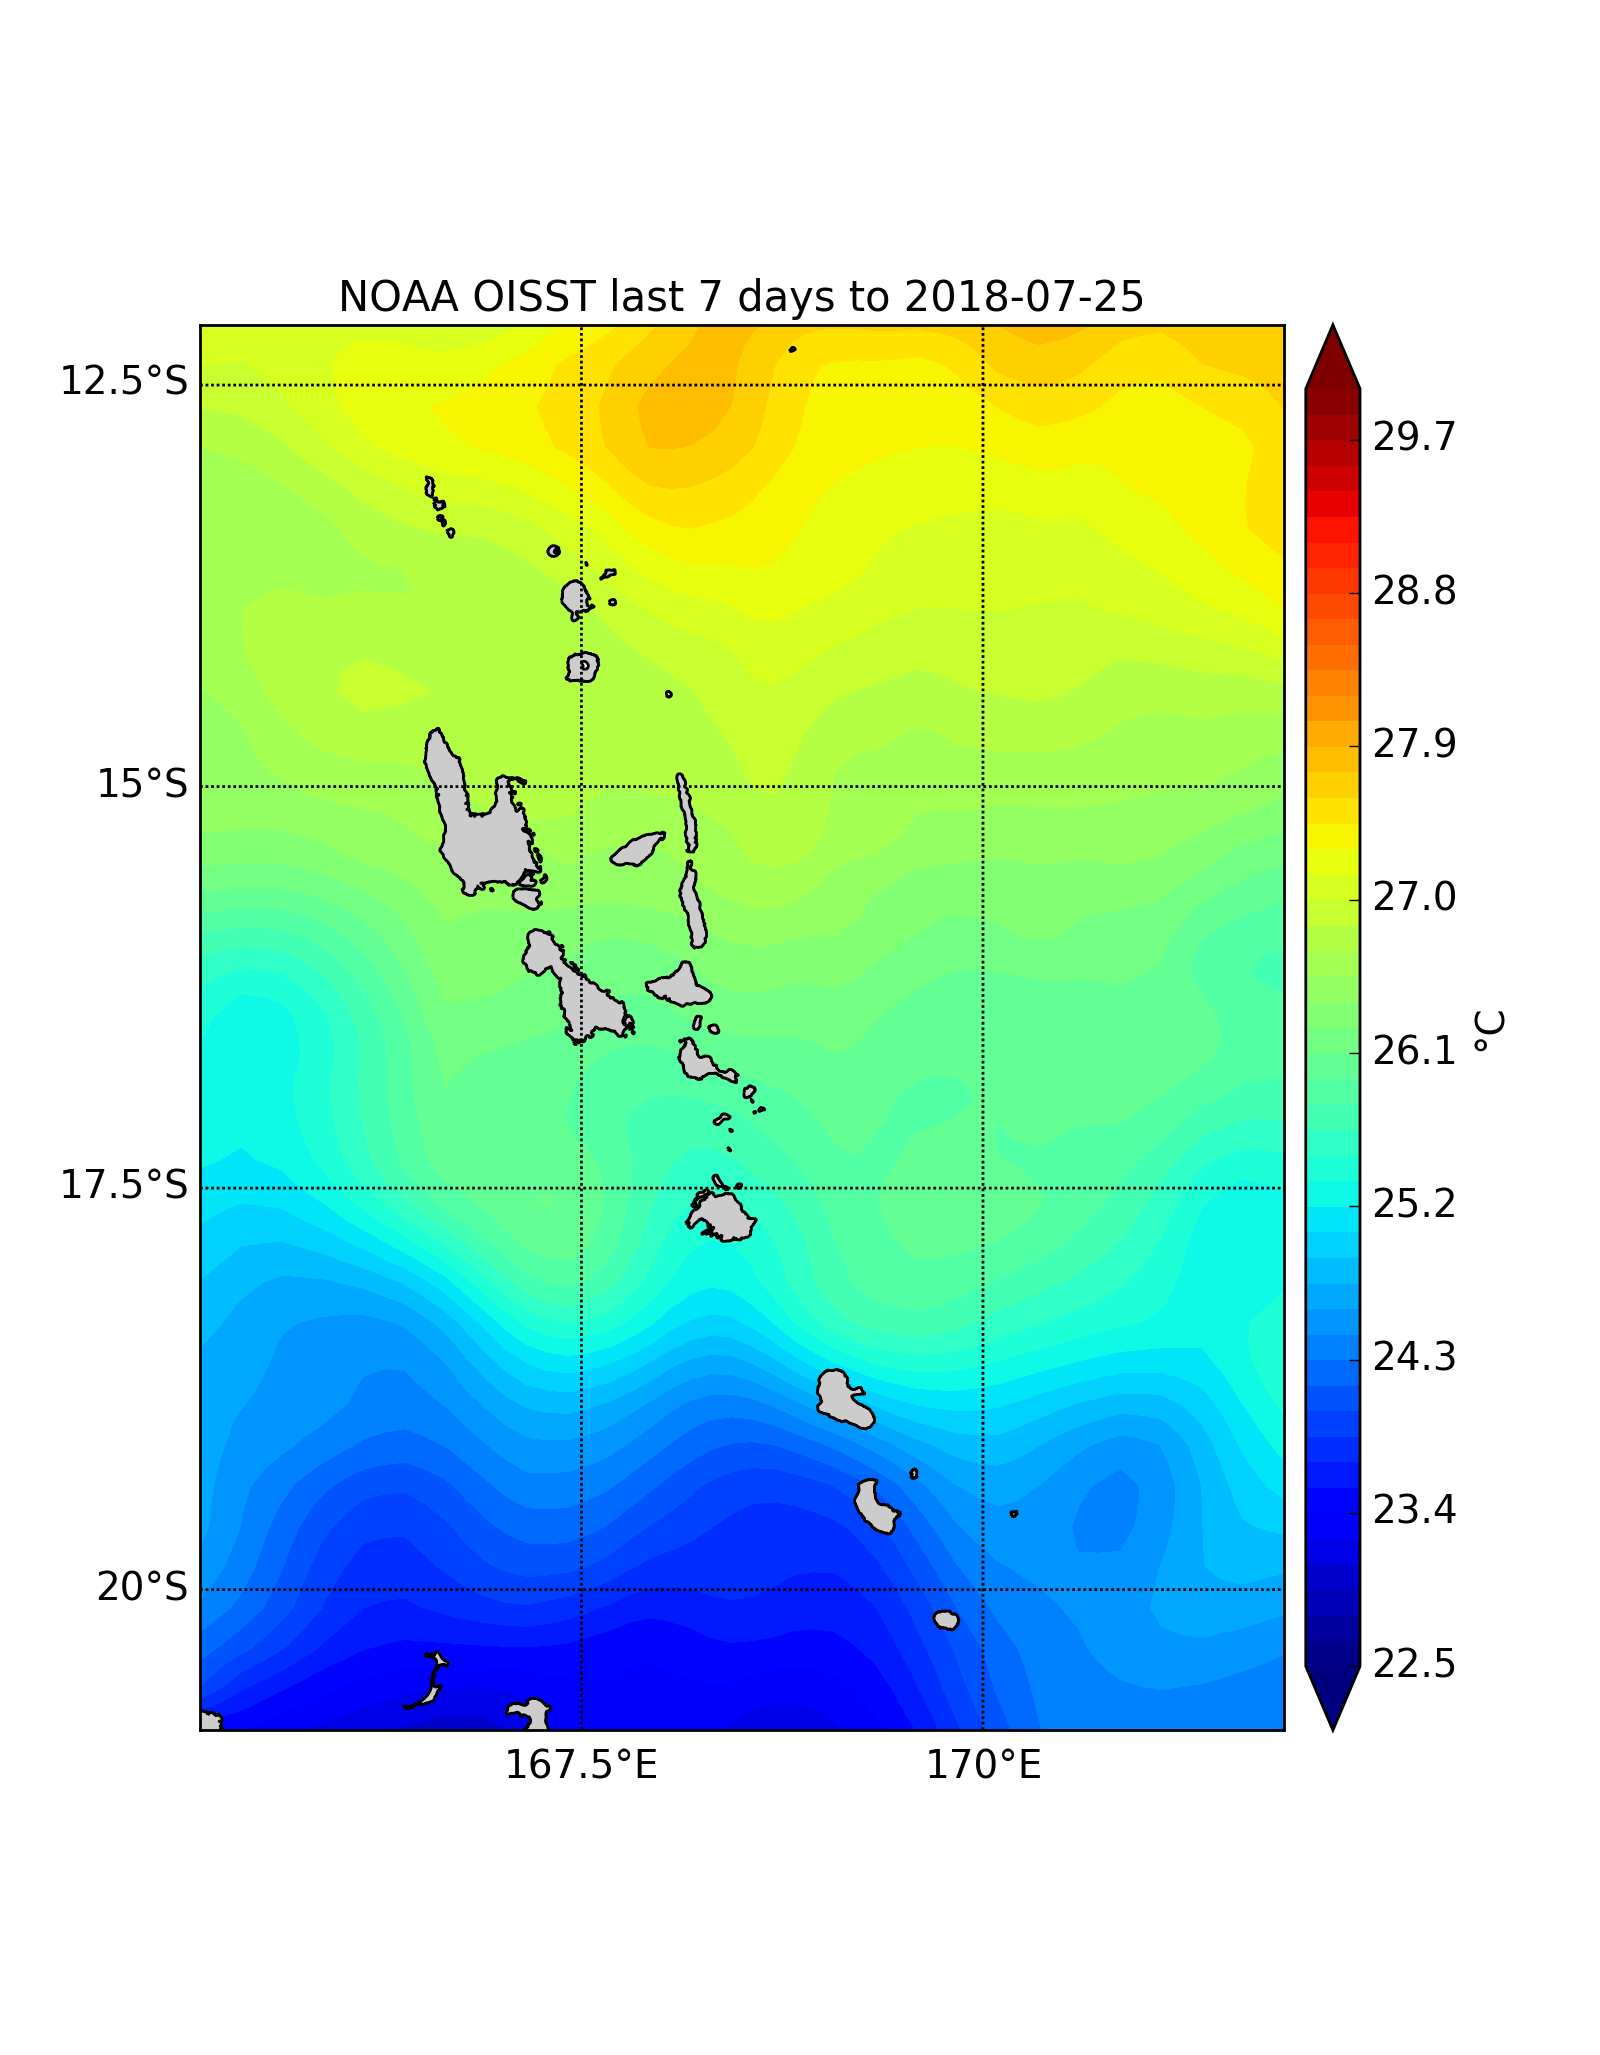 NOAA OISST last 7 days to 2018-07-25
12.5°S
15°S
17.5°S
20°S
167.5°E
170°E
29.7
28.8
27.9
27.0
26.1
25.2
24.3
23.4
22.5
°C